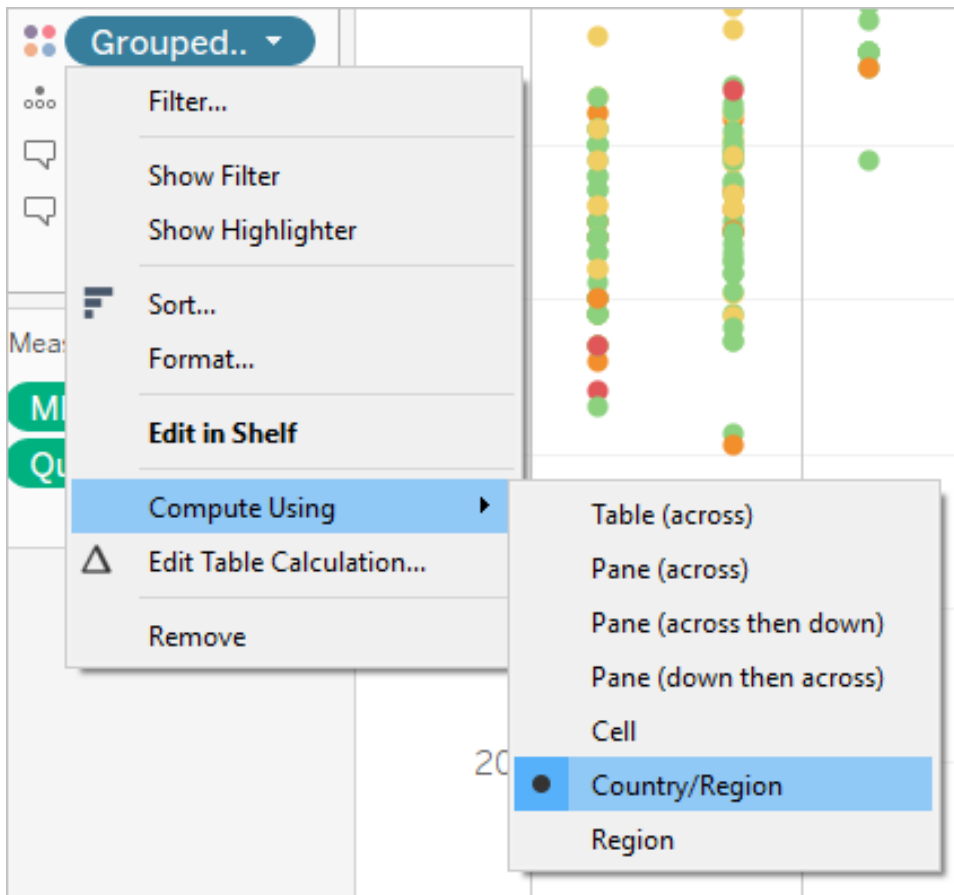 Grouped..
Filter...
Show Filter
Show Highlighter
Sort...
Format...
Edit in Shelf
Compute Using
Edit Table Calculation...
Remove
Table (across)
Pane (across)
Pane (across then down)
Pane (down then across)
Cell
Country/Region
Region